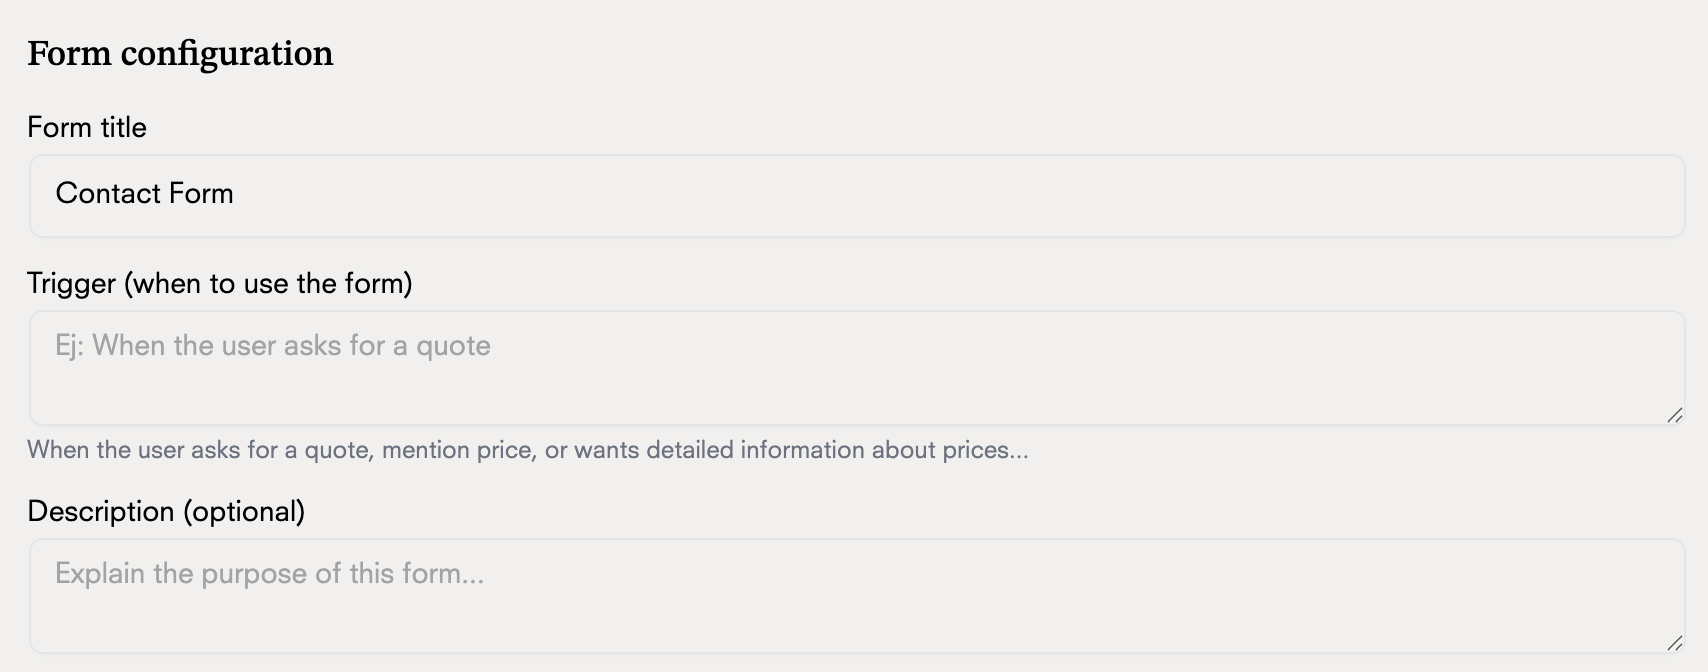 Form configuration
Form title
Contact Form
Trigger (when to use the form)
Ej: When the user asks for a quote
When the user asks for a quote, mention price, or wants detailed information about prices...
Description (optional)
Explain the purpose of this form...